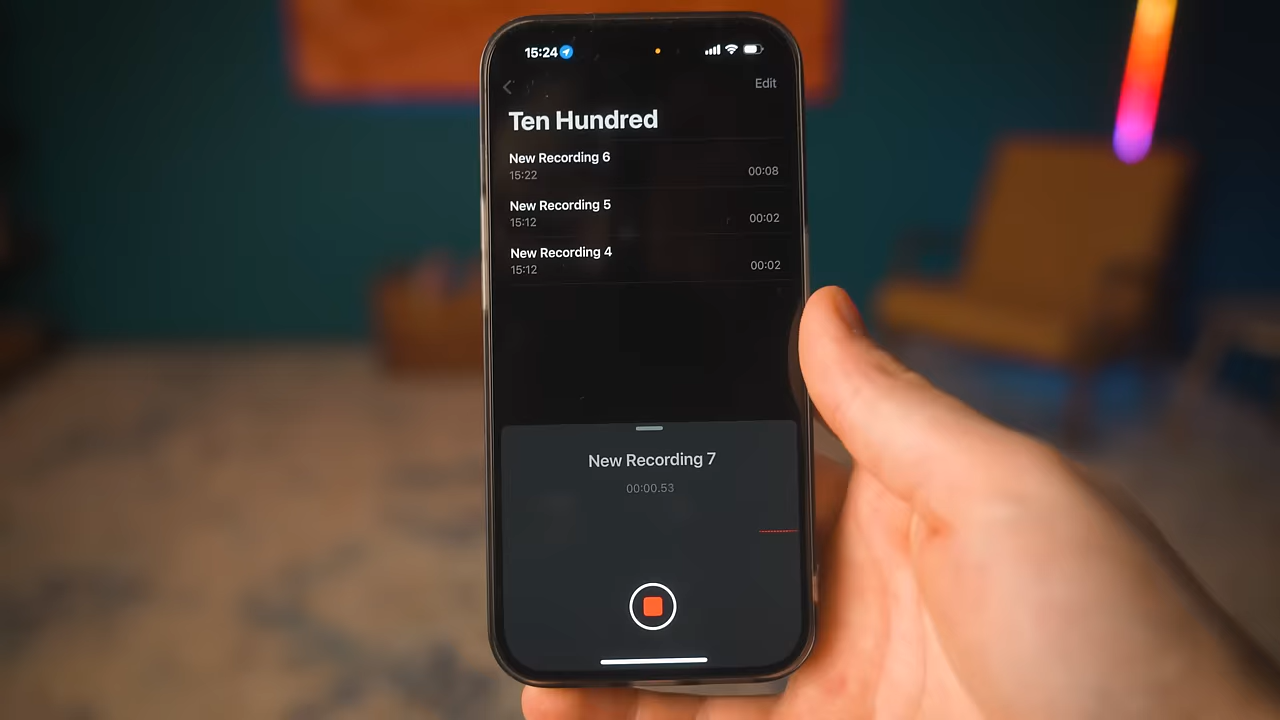 15:24
Edit
Ten Hundred
New Recording 6
15:22
00:08
New Recording 5
15:12
00:02
New Recording 4
15:12
00:02
New Recording 7
00:00.53